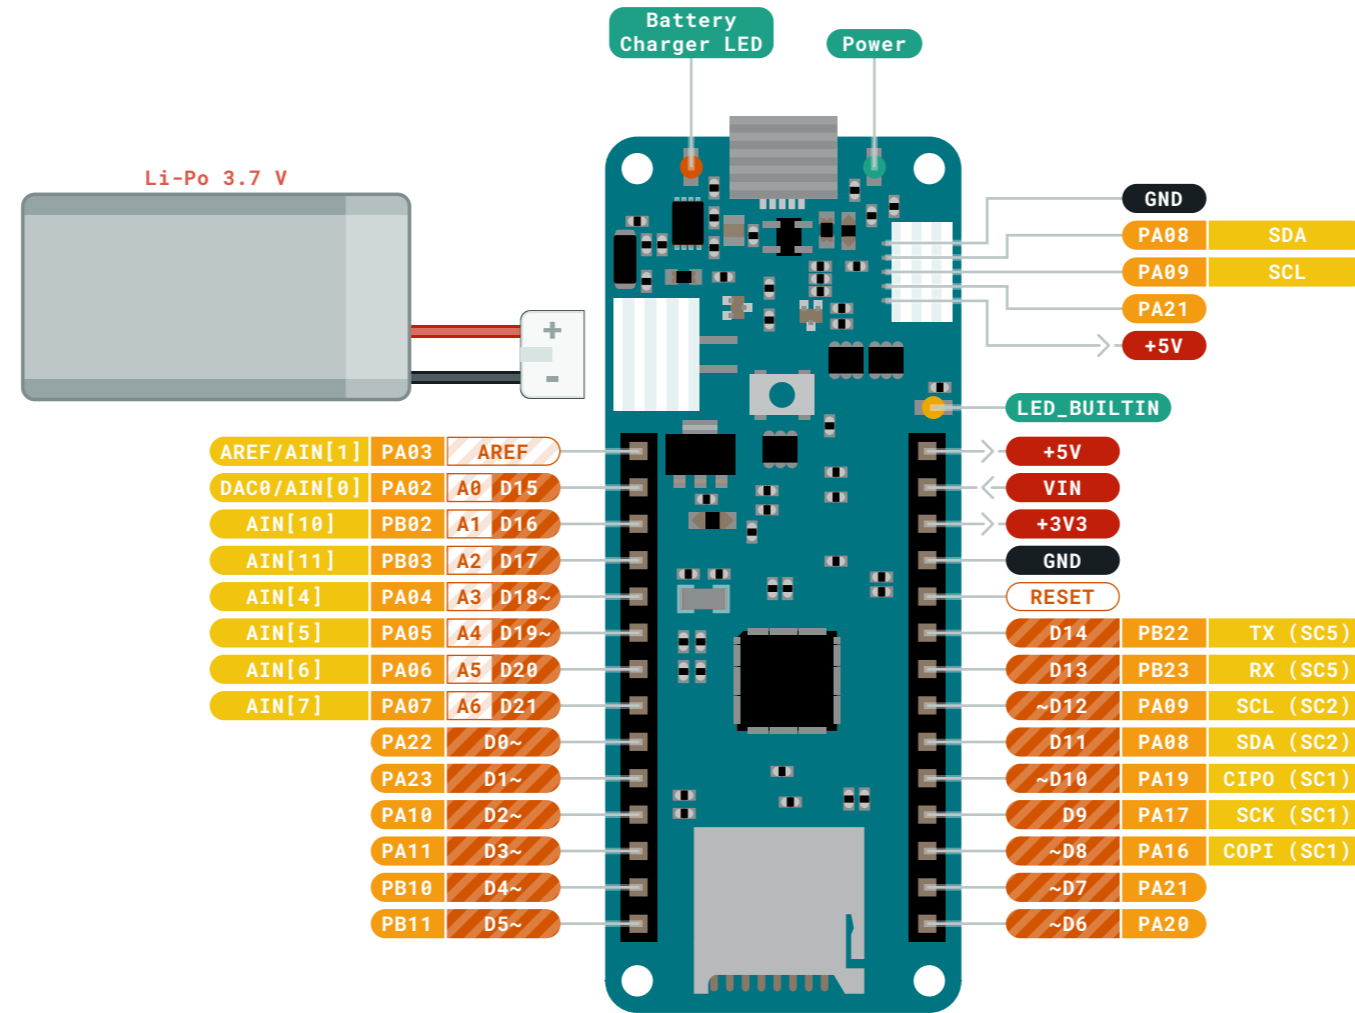 Battery
Charger LED
Power
Li-Po 3.7 V
+
-
GND
PA08 SDA
PA09 SCL
PA21
+5V
LED_BUILTIN
AREF/AIN[1] PA03 AREF
DAC0/AIN[0] PA02 A0 D15
AIN[10] PB02 A1 D16
AIN[11] PB03 A2 D17
AIN[4] PA04 A3 D18~
AIN[5] PA05 A4 D19~
AIN[6] PA06 A5 D20
AIN[7] PA07 A6 D21
PA22 D0~
PA23 D1~
PA10 D2~
PA11 D3~
PB10 D4~
PB11 D5~
+5V
VIN
+3V3
GND
RESET
D14 PB22 TX (SC5)
D13 PB23 RX (SC5)
~D12 PA09 SCL (SC2)
D11 PA08 SDA (SC2)
~D10 PA19 CIPO (SC1)
D9 PA17 SCK (SC1)
~D8 PA16 COPI (SC1)
~D7 PA21
~D6 PA20